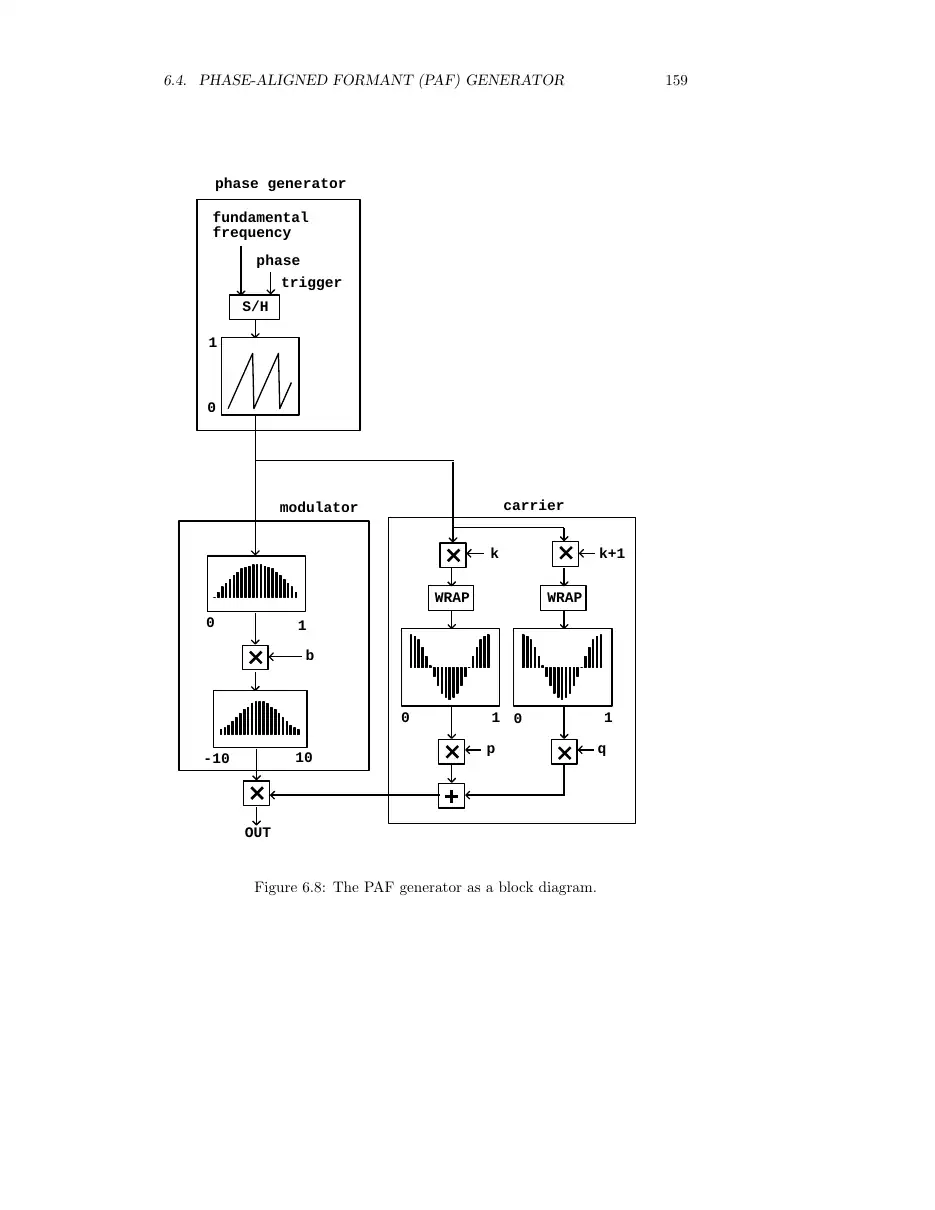 6.4. PHASE-ALIGNED FORMANT (PAF) GENERATOR 159
phase generator
fundamental
frequency
phase
trigger
S/H
1
0
modulator
carrier
k
k+1
WRAP
WRAP
0
1
b
0
1
0
1
-10
10
p
q
OUT
Figure 6.8: The PAF generator as a block diagram.